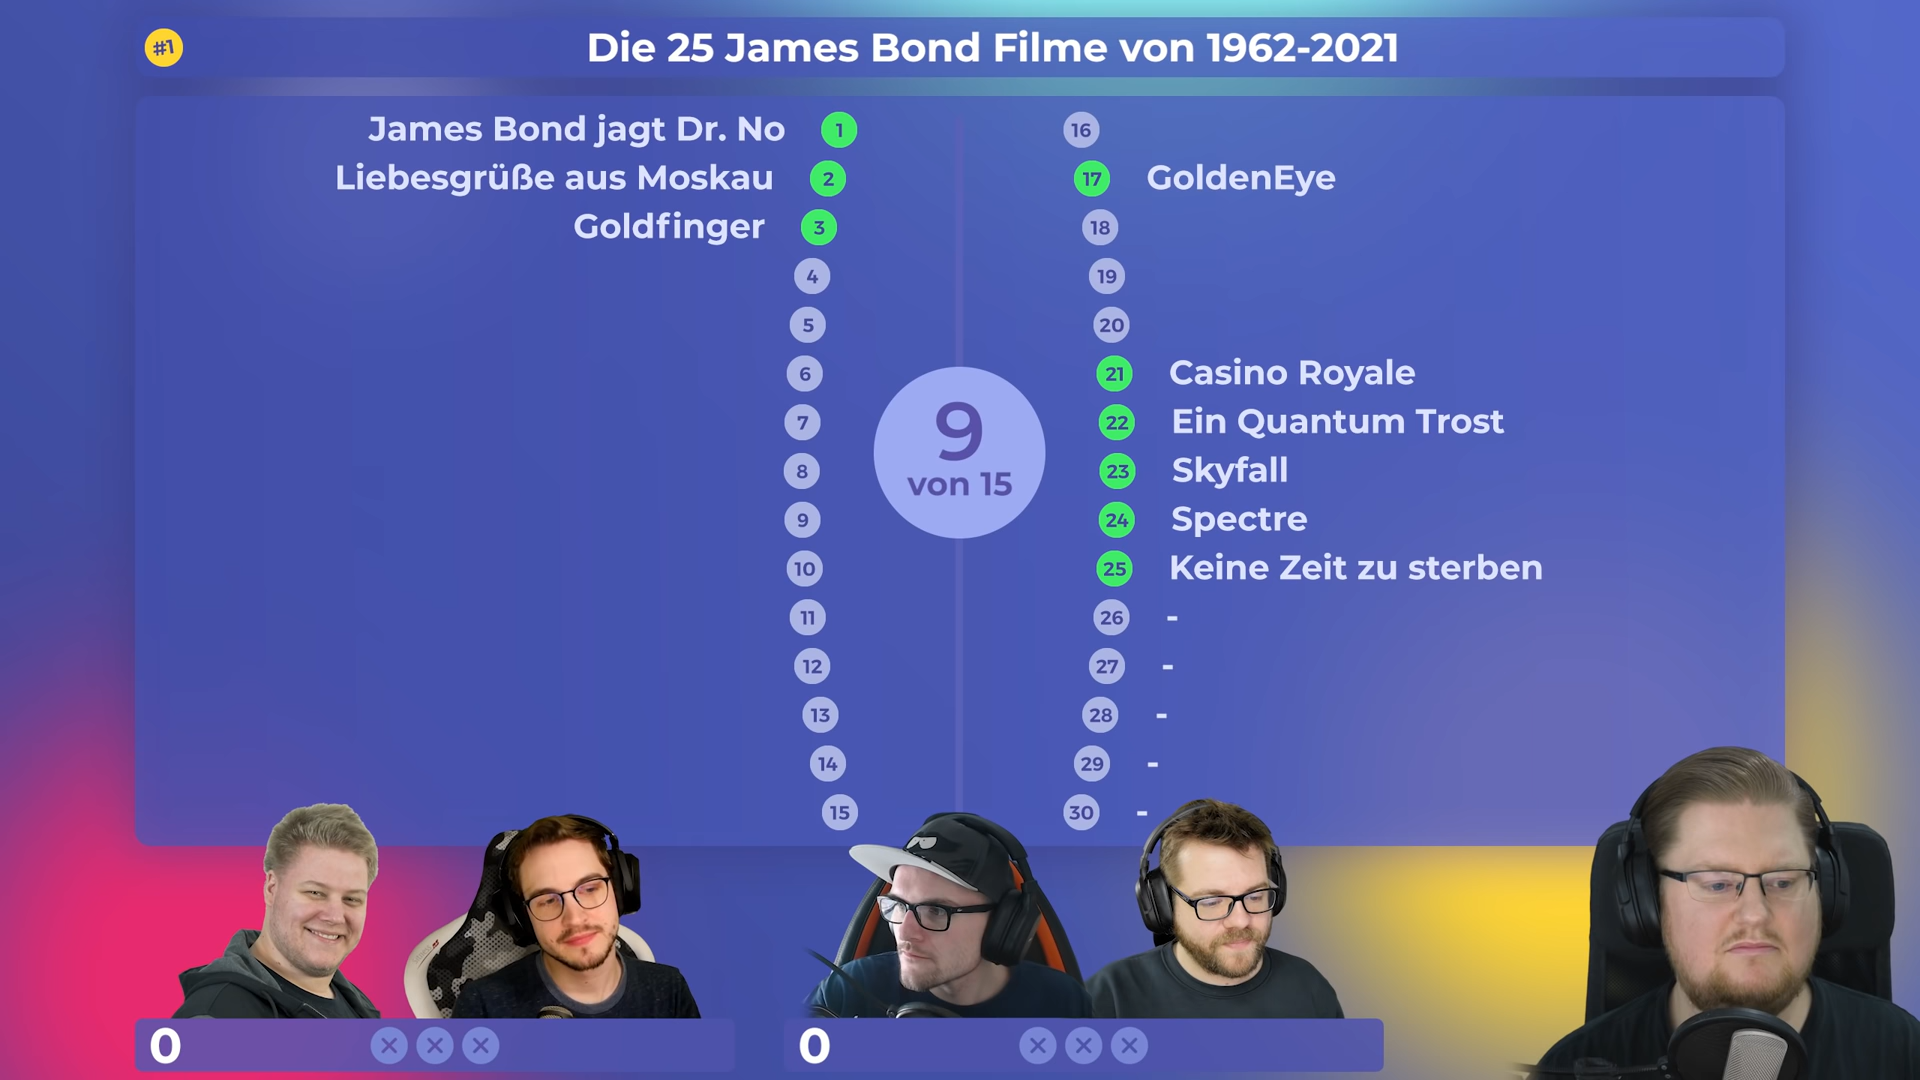 #1
Die 25 James Bond Filme von 1962-2021
James Bond jagt Dr. No 1
Liebesgrüße aus Moskau 2
Goldfinger 3
4
5
6
7
8
9
10
11
12
13
14
15
9
von 15
16
17 GoldenEye
18
19
20
21 Casino Royale
22 Ein Quantum Trost
23 Skyfall
24 Spectre
25 Keine Zeit zu sterben
26 -
27 -
28 -
29 -
30 -
0
0